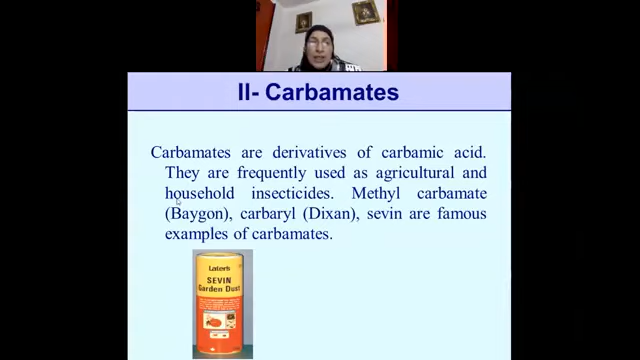 II- Carbamates
Carbamates are derivatives of carbamic acid.
They are frequently used as agricultural and
household insecticides. Methyl carbamate
(Baygon), carbaryl (Dixan), sevin are famous
examples of carbamates.
Later's
SEVIN
Garden Dust